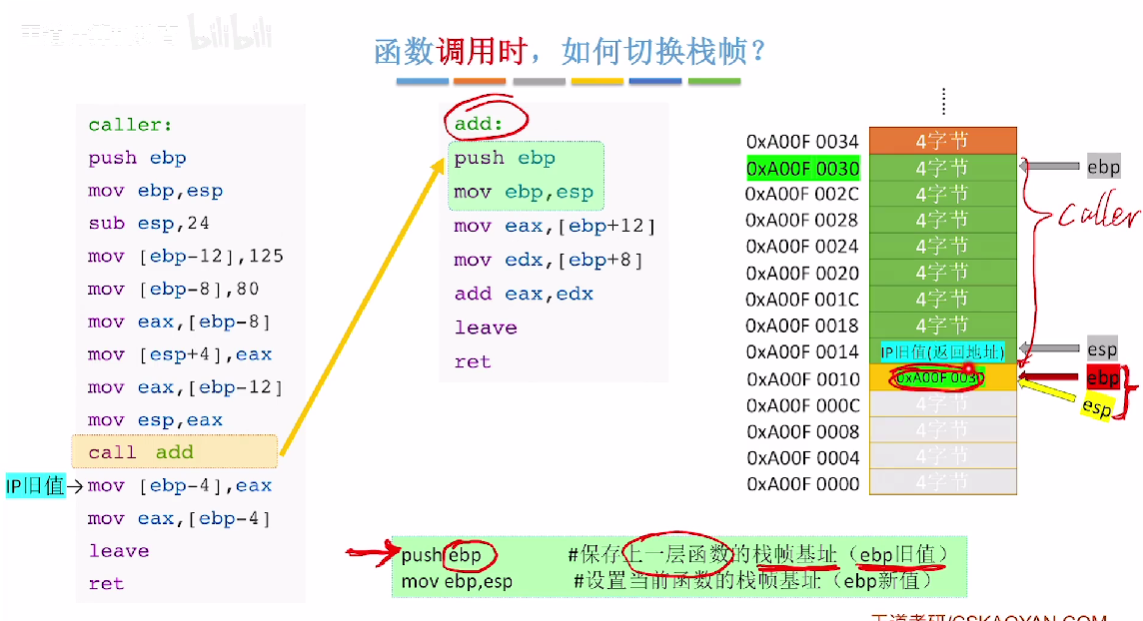 bilibili
函数调用时，如何切换栈帧？
caller:
push ebp
mov ebp,esp
sub esp,24
mov [ebp-12],125
mov [ebp-8],80
mov eax,[ebp-8]
mov [esp+4],eax
mov eax,[ebp-12]
mov esp,eax
call add
IP旧值→mov [ebp-4],eax
mov eax,[ebp-4]
leave
ret
add:
push ebp
mov ebp,esp
mov eax,[ebp+12]
mov edx,[ebp+8]
add eax,edx
leave
ret
0xA00F 0034 4字节
0xA00F 0030 4字节 ebp
0xA00F 002C 4字节
caller
0xA00F 0028 4字节
0xA00F 0024 4字节
0xA00F 0020 4字节
0xA00F 001C 4字节
0xA00F 0018 4字节
0xA00F 0014 IP旧值(返回地址) esp
0xA00F 0010 0xA00F 0030 ebp
esp
0xA00F 000C 4字节
0xA00F 0008 4字节
0xA00F 0004 4字节
0xA00F 0000 4字节
push ebp #保存上一层函数的栈帧基址（ebp旧值）
mov ebp,esp #设置当前函数的栈帧基址（ebp新值）
王道考研/CSKAOYAN.COM